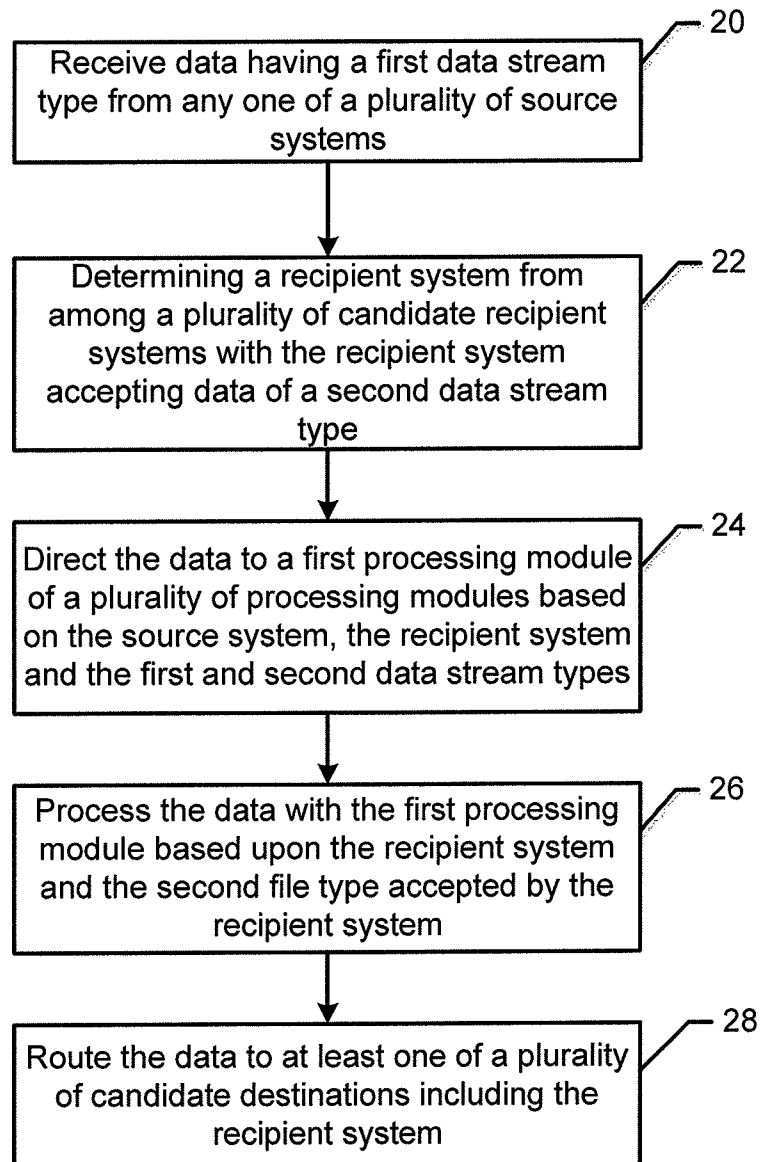 20
Receive data having a first data stream
type from any one of a plurality of source
systems
22
Determining a recipient system from
among a plurality of candidate recipient
systems with the recipient system
accepting data of a second data stream
type
24
Direct the data to a first processing module
of a plurality of processing modules based
on the source system, the recipient system
and the first and second data stream types
26
Process the data with the first processing
module based upon the recipient system
and the second file type accepted by the
recipient system
28
Route the data to at least one of a plurality
of candidate destinations including the
recipient system